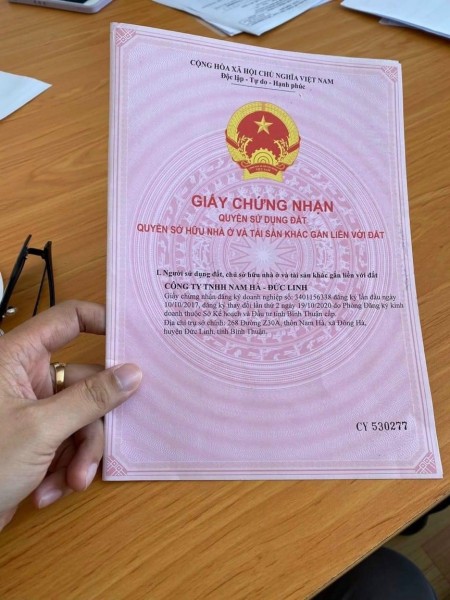 CỘNG HÒA XÃ HỘI CHỦ NGHĨA VIỆT NAM
Độc lập - Tự do - Hạnh phúc
GIẤY CHỨNG NHẬN
QUYỀN SỬ DỤNG ĐẤT
QUYỀN SỞ HỮU NHÀ Ở VÀ TÀI SẢN KHÁC GẮN LIỀN VỚI ĐẤT
I. Người sử dụng đất, chủ sở hữu nhà ở và tài sản khác gắn liền với đất
CÔNG TY TNHH NAM HÀ - ĐỨC LINH
Giấy chứng nhận đăng ký doanh nghiệp số: 3401156338 đăng ký lần đầu ngày
10/10/2017, đăng ký thay đổi lần thứ 2 ngày 19/10/2020 do Phòng Đăng ký kinh
doanh thuộc Sở Kế hoạch và Đầu tư tỉnh Bình Thuận cấp.
Địa chỉ trụ sở chính: 268 Đường Z30A, thôn Nam Hà, xã Đông Hà,
huyện Đức Linh, tỉnh Bình Thuận.
CY 530277